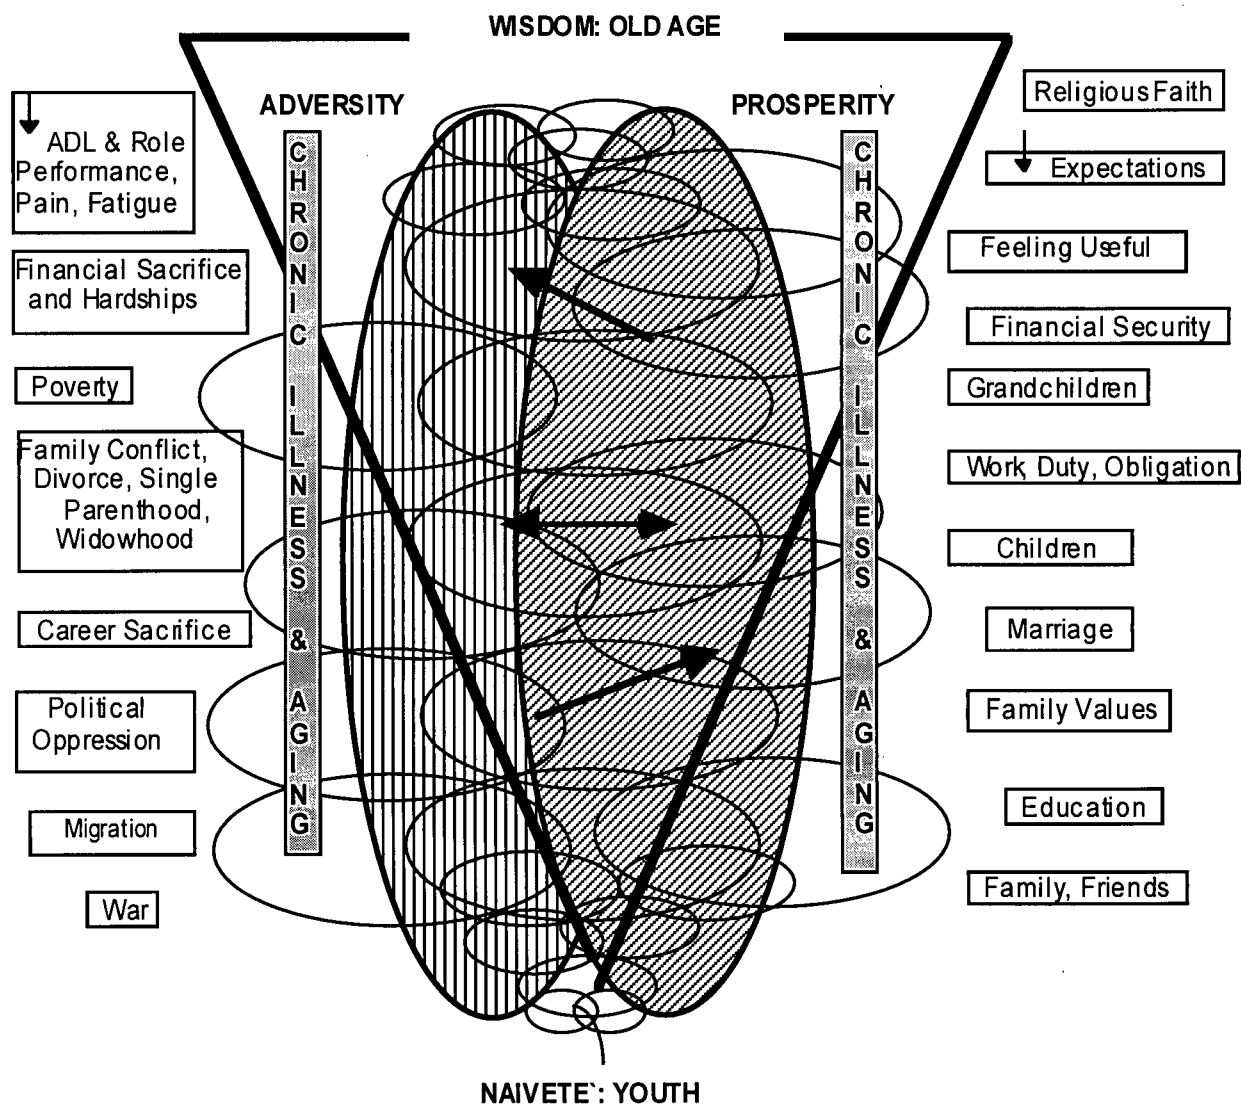 WISDOM: OLD AGE
ADVERSITY
PROSPERITY
ADL & Role
Performance,
Pain, Fatigue
Financial Sacrifice
and Hardships
Poverty
Family Conflict,
Divorce, Single
Parenthood,
Widowhood
Career Sacrifice
Political
Oppression
Migration
War
CHRONIC ILLNESS & AGING
CHRONIC ILLNESS & AGING
Religious Faith
Expectations
Feeling Useful
Financial Security
Grandchildren
Work, Duty, Obligation
Children
Marriage
Family Values
Education
Family, Friends
NAIVETE`: YOUTH